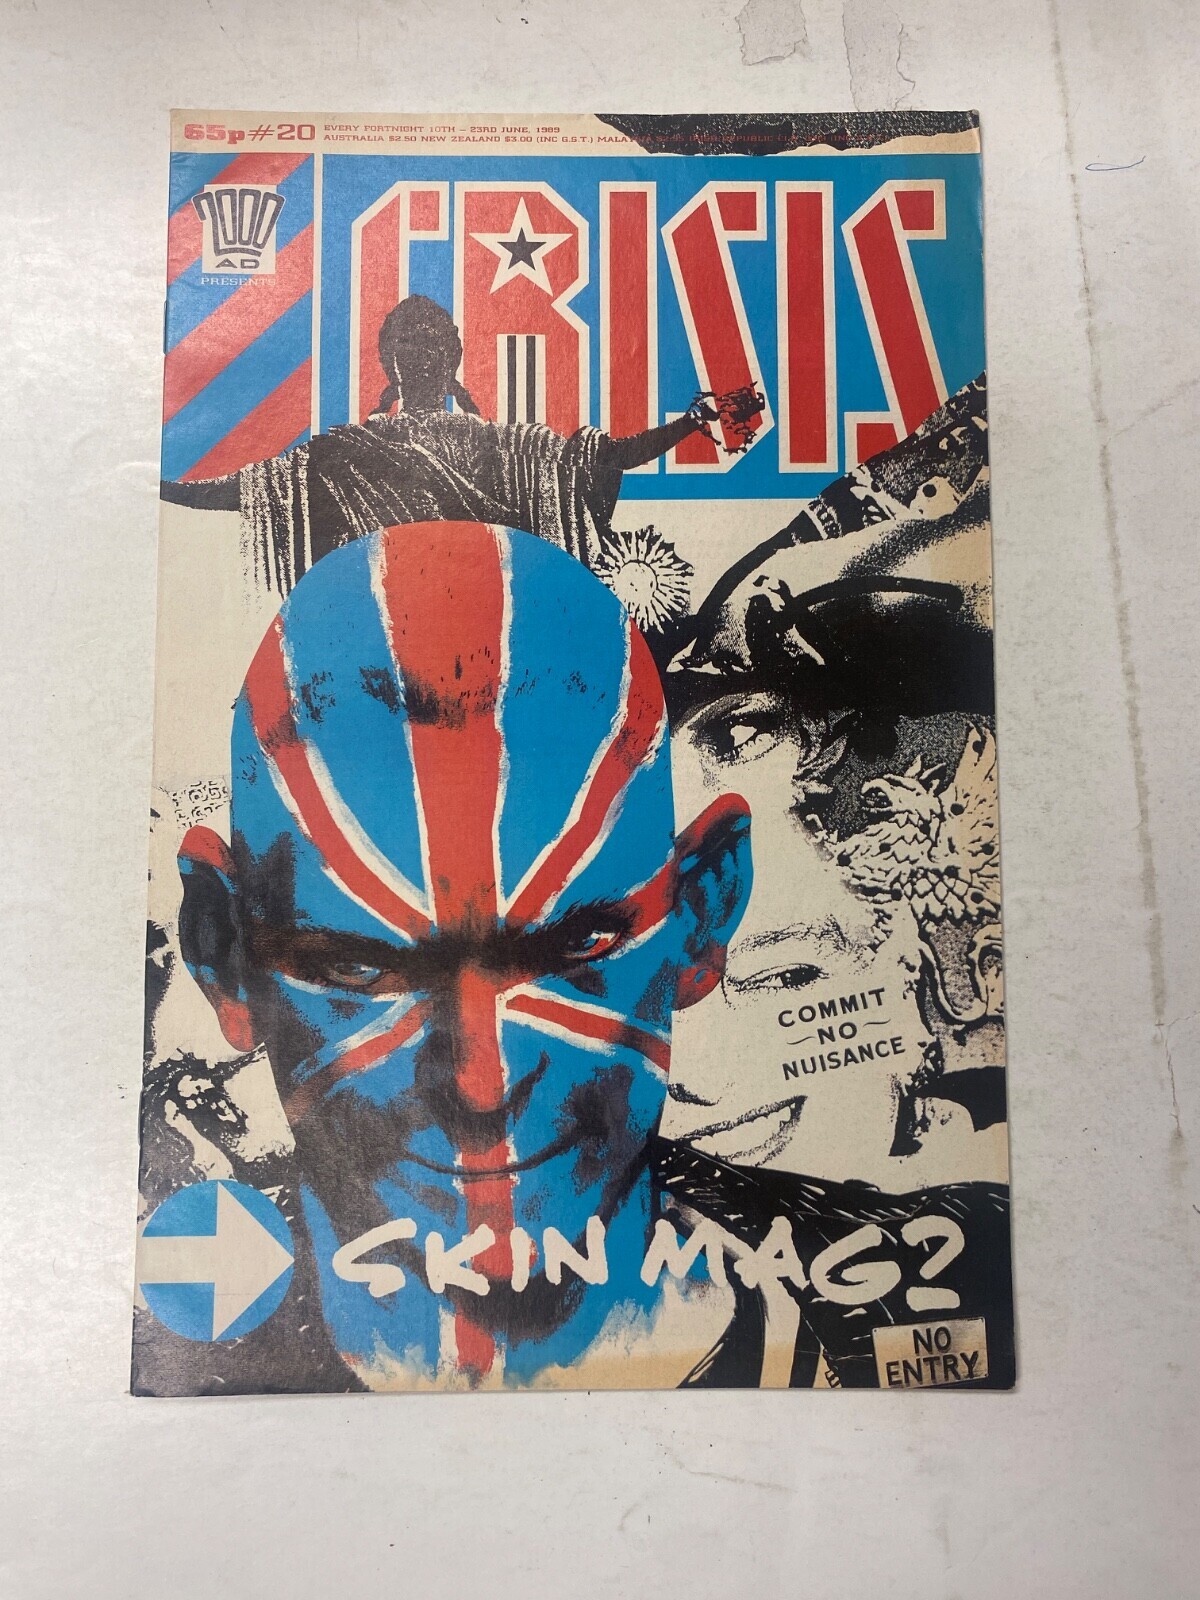 65p #20
EVERY FORTNIGHT 10TH – 23RD JUNE, 1989
AUSTRALIA $2.50 NEW ZEALAND $3.00 (INC G.S.T.)
2000
AD
PRESENTS
CRISIS
COMMIT
~NO~
NUISANCE
SKIN MAG?
NO
ENTRY